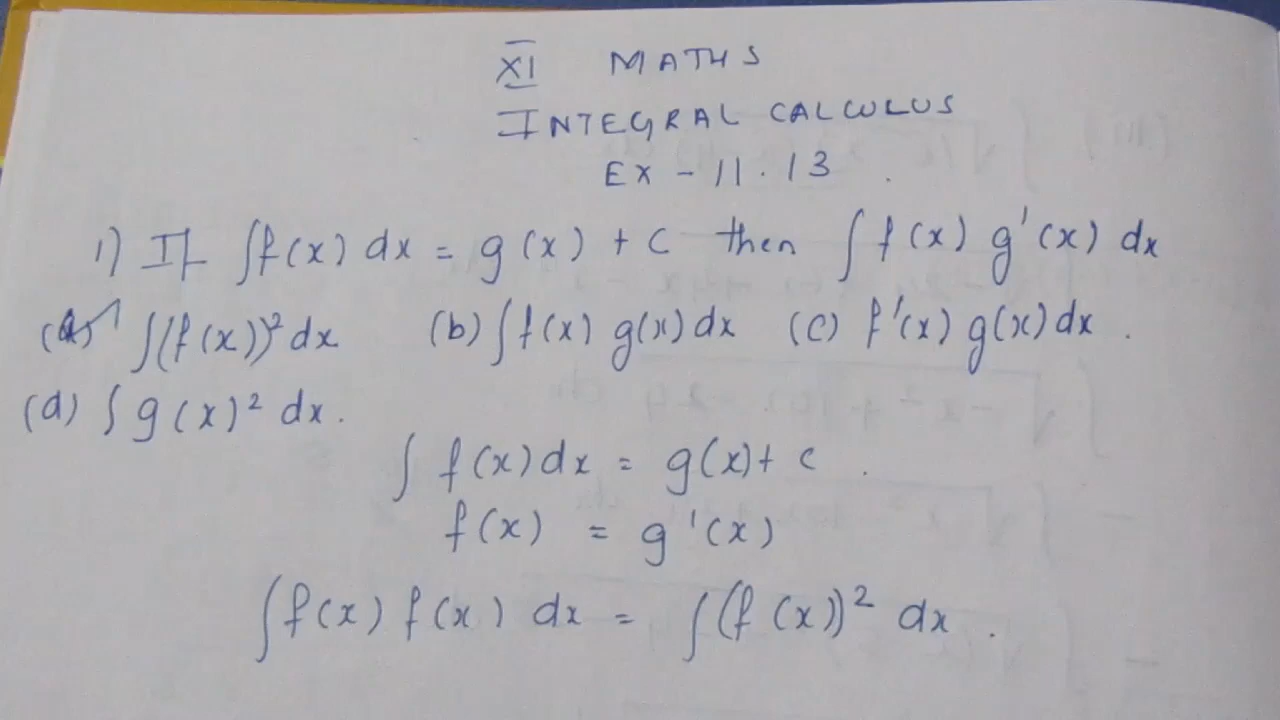 XI MATHS
INTEGRAL CALCULUS
EX - 11.13
1) If ∫f(x) dx = g(x) + c then ∫ f(x) g'(x) dx
(a) ∫(f(x))² dx (b) ∫ f(x) g(x) dx (c) f'(x) g(x) dx .
(d) ∫ g(x)² dx.
∫ f(x) dx = g(x) + c .
f(x) = g'(x)
∫ f(x) f(x) dx = ∫ (f(x))² dx .